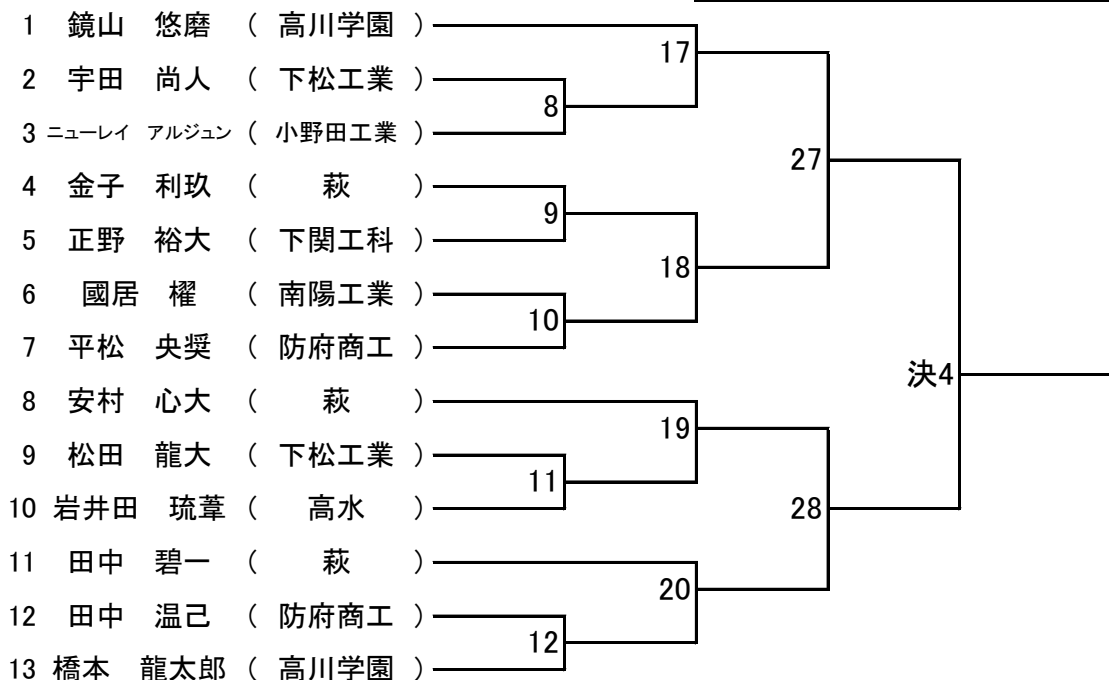 1 鏡山 悠磨 ( 高川学園 )
17
2 宇田 尚人 ( 下松工業 )
8
3 ニューレイ アルジュン ( 小野田工業 )
27
4 金子 利玖 ( 萩 )
9
5 正野 裕大 ( 下関工科 )
18
6 國居 櫂 ( 南陽工業 )
10
7 平松 央奨 ( 防府商工 )
決4
8 安村 心大 ( 萩 )
19
9 松田 龍大 ( 下松工業 )
11
10 岩井田 琉葦 ( 高水 )
28
11 田中 碧一 ( 萩 )
20
12 田中 温己 ( 防府商工 )
12
13 橋本 龍太郎 ( 高川学園 )